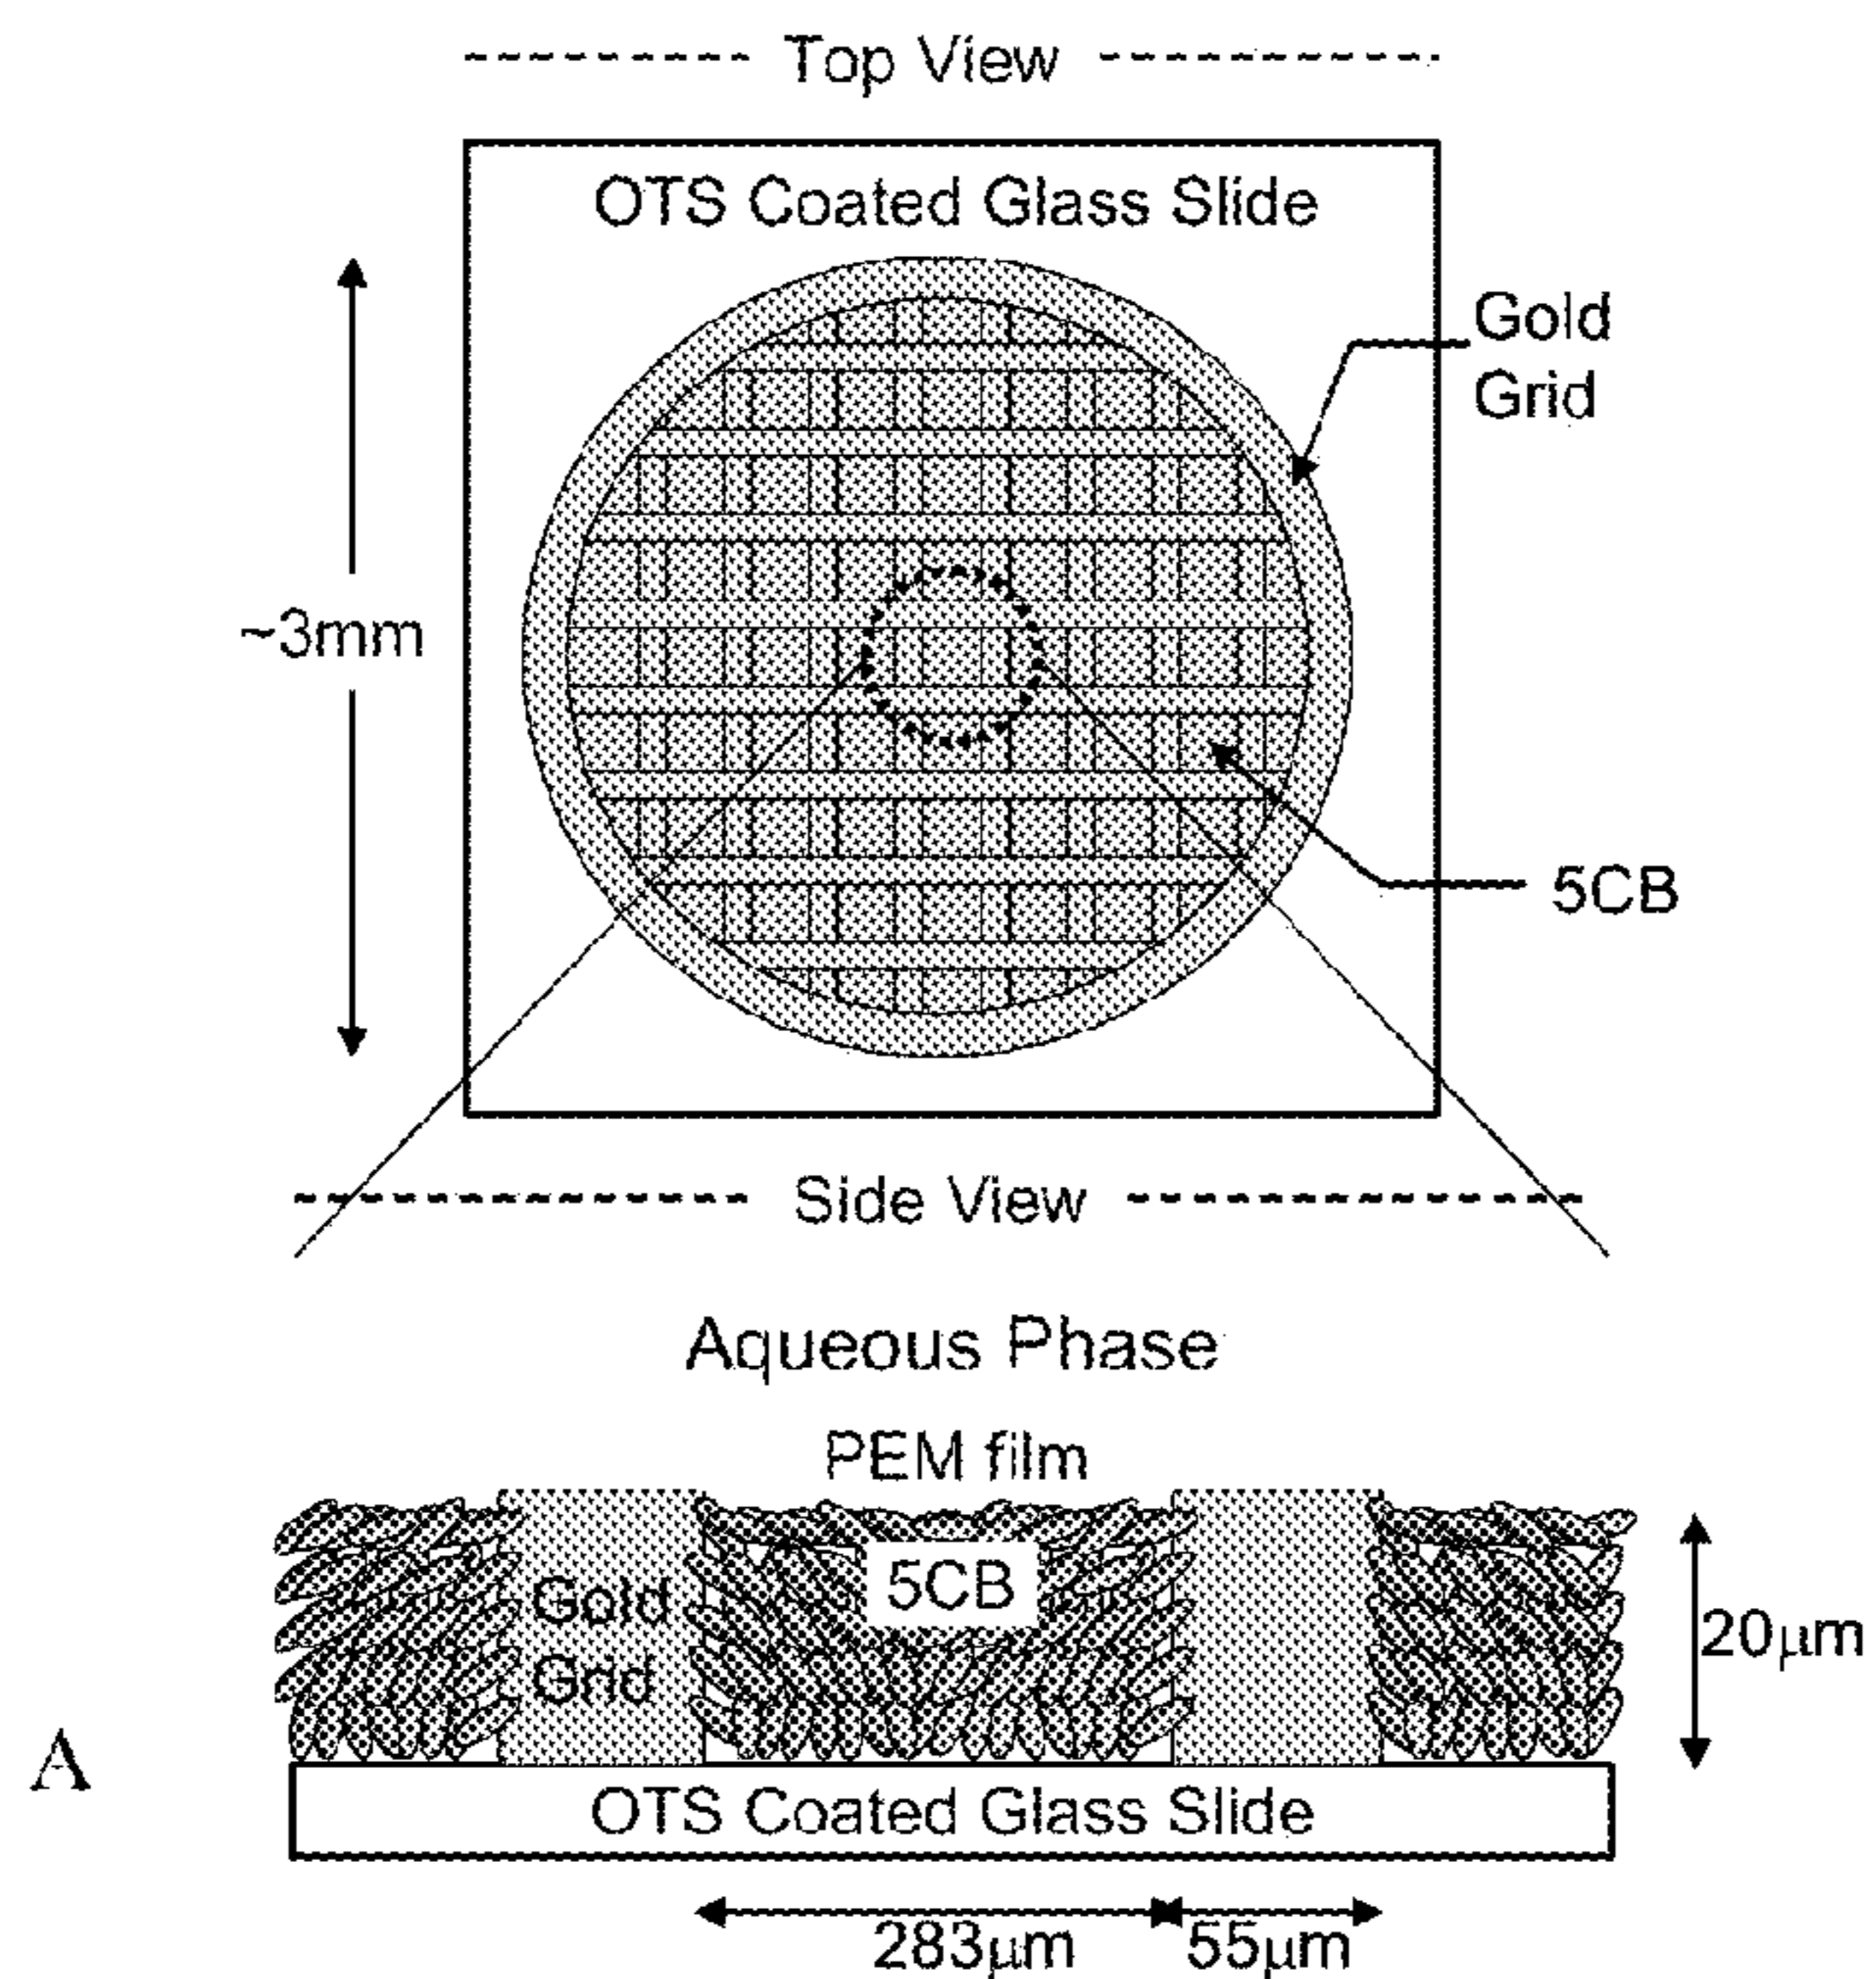 Top View
OTS Coated Glass Slide
Gold
Grid
~3mm
5CB
Side View
Aqueous Phase
PEM film
5CB
Gold
Grid
20μm
A
OTS Coated Glass Slide
283μm
55μm